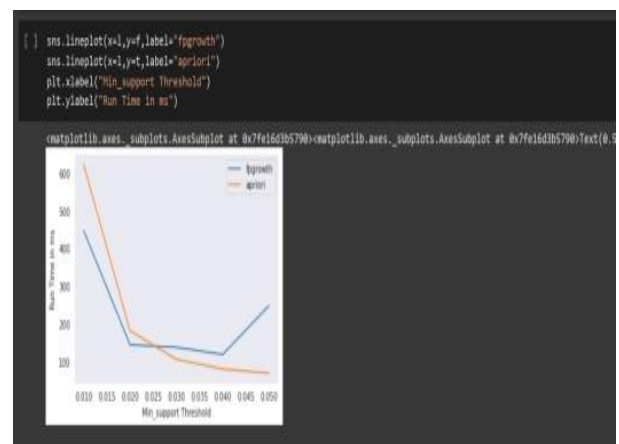 [ ] sns.lineplot(x=l,y=f,label="fpgrowth")
sns.lineplot(x=l,y=t,label="apriori")
plt.xlabel("Min_support Threshold")
plt.ylabel("Run Time in ms")
<matplotlib.axes._subplots.AxesSubplot at 0x7fe16d3b5790><matplotlib.axes._subplots.AxesSubplot at 0x7fe16d3b5790>Text(0.5
fpgrowth
apriori
600
500
400
300
200
100
Run Time in ms
0.010 0.015 0.020 0.025 0.030 0.035 0.040 0.045 0.050
Min_support Threshold